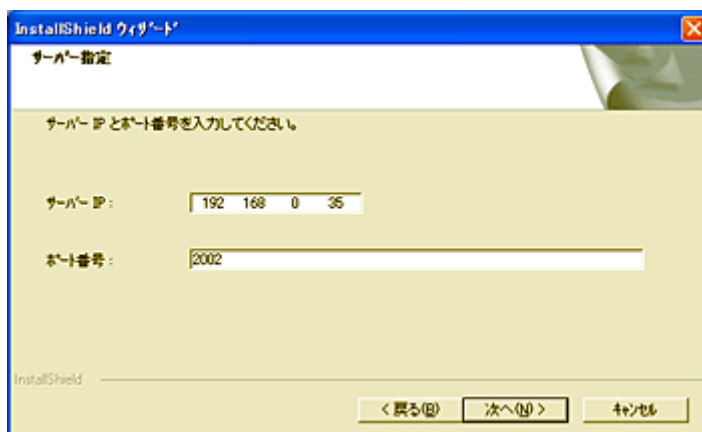 InstallShield ウィザード
サーバー指定
サーバー IP とポート番号を入力してください。
サーバー IP : 192 168 0 35
ポート番号 : 2002
InstallShield
< 戻る(B) 次へ(N) > キャンセル